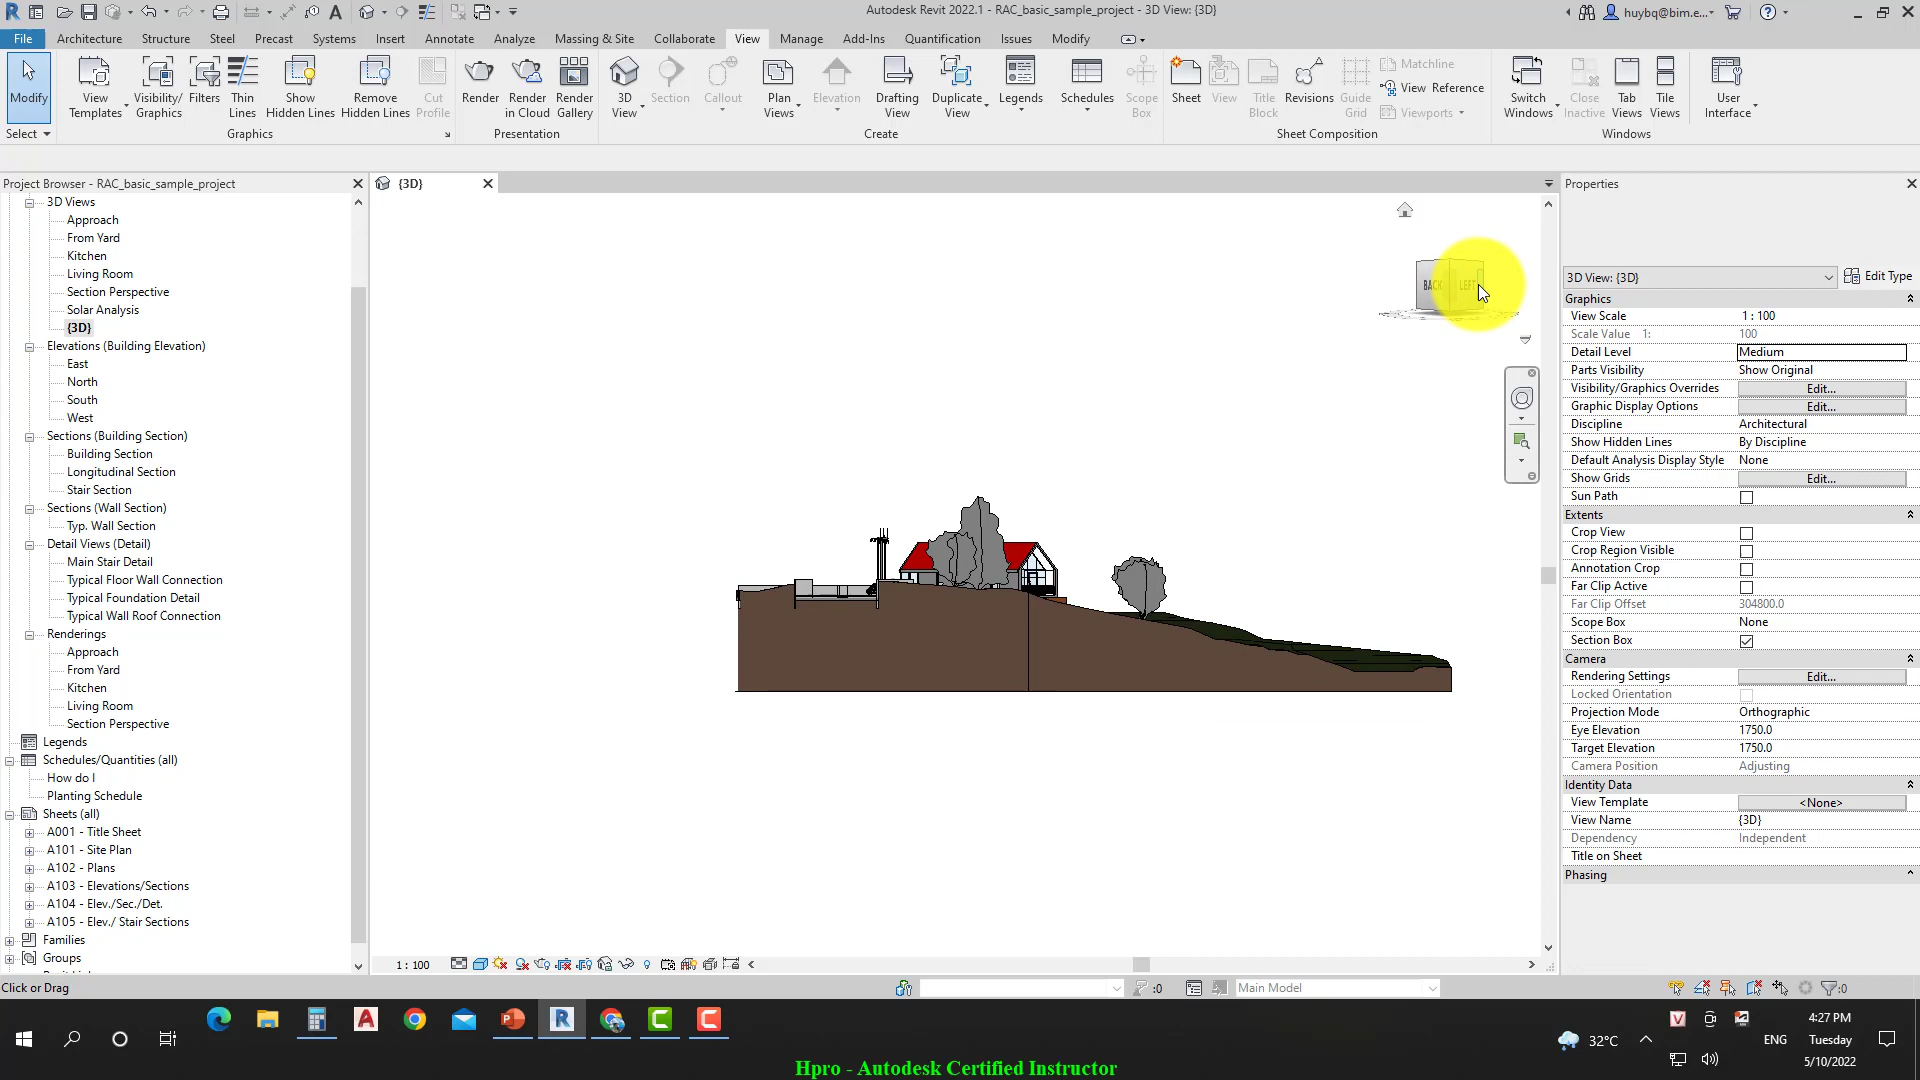 Autodesk Revit 2022.1 - RAC_basic_sample_project - 3D View: {3D}
huybq@bim.e...
File Architecture Structure Steel Precast Systems Insert Annotate Analyze Massing & Site Collaborate View Manage Add-Ins Quantification Issues Modify
Modify
View Templates
Visibility/ Graphics
Filters
Thin Lines
Show Hidden Lines
Remove Hidden Lines
Cut Profile
Render
Render in Cloud
Render Gallery
3D View
Section
Callout
Plan Views
Elevation
Drafting View
Duplicate View
Legends
Schedules
Scope Box
Sheet
View
Title Block
Revisions
Guide Grid
Matchline
View Reference
Viewports
Switch Windows
Close Inactive
Tab Views
Tile Views
User Interface
Select
Graphics
Presentation
Create
Sheet Composition
Windows
Project Browser - RAC_basic_sample_project
3D Views
Approach
From Yard
Kitchen
Living Room
Section Perspective
Solar Analysis
{3D}
Elevations (Building Elevation)
East
North
South
West
Sections (Building Section)
Building Section
Longitudinal Section
Stair Section
Sections (Wall Section)
Typ. Wall Section
Detail Views (Detail)
Main Stair Detail
Typical Floor Wall Connection
Typical Foundation Detail
Typical Wall Roof Connection
Renderings
Approach
From Yard
Kitchen
Living Room
Section Perspective
Legends
Schedules/Quantities (all)
How do I
Planting Schedule
Sheets (all)
A001 - Title Sheet
A101 - Site Plan
A102 - Plans
A103 - Elevations/Sections
A104 - Elev./Sec./Det.
A105 - Elev./ Stair Sections
Families
Groups
{3D}
BACK LEFT
1 : 100
Properties
3D View: {3D}
Edit Type
Graphics
View Scale 1 : 100
Scale Value 1: 100
Detail Level Medium
Parts Visibility Show Original
Visibility/Graphics Overrides Edit...
Graphic Display Options Edit...
Discipline Architectural
Show Hidden Lines By Discipline
Default Analysis Display Style None
Show Grids Edit...
Sun Path
Extents
Crop View
Crop Region Visible
Annotation Crop
Far Clip Active
Far Clip Offset 304800.0
Scope Box None
Section Box
Camera
Rendering Settings Edit...
Locked Orientation
Projection Mode Orthographic
Eye Elevation 1750.0
Target Elevation 1750.0
Camera Position Adjusting
Identity Data
View Template <None>
View Name {3D}
Dependency Independent
Title on Sheet
Phasing
Click or Drag
:0
Main Model
:0
32°C
ENG
4:27 PM
Tuesday
5/10/2022
Hpro - Autodesk Certified Instructor